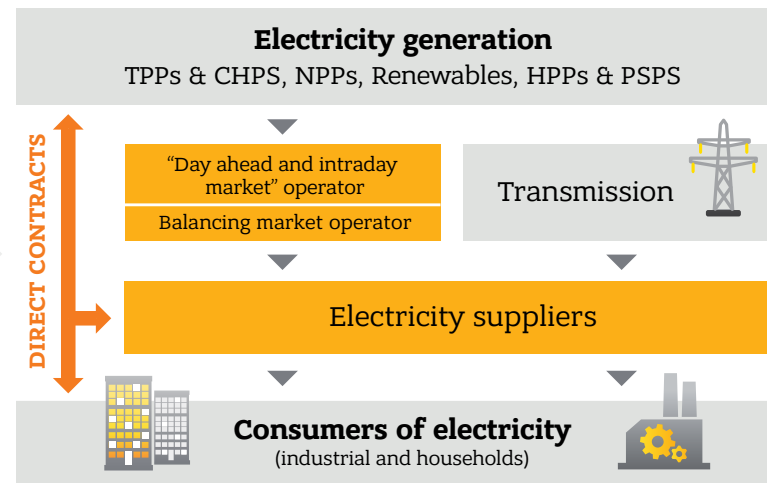 Electricity generation
TPPs & CHPS, NPPs, Renewables, HPPs & PSPS
DIRECT CONTRACTS
“Day ahead and intraday
market” operator
Balancing market operator
Transmission
Electricity suppliers
Consumers of electricity
(industrial and households)